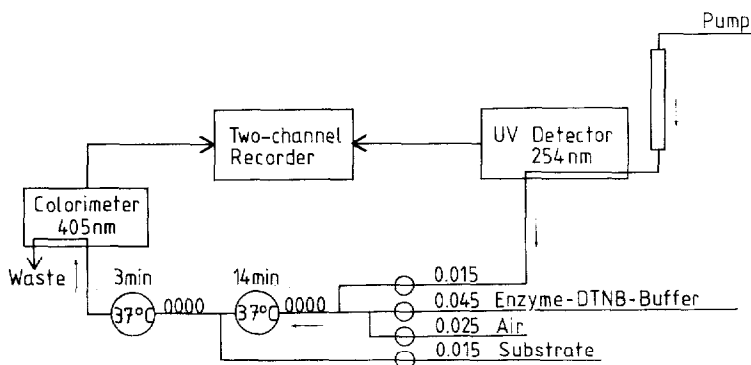 Pump
Two-channel
Recorder
UV Detector
254nm
Colorimeter
405nm
Waste
3min
14min
37°C
0000
37°C
0000
0.015
0.045 Enzyme-DTNB-Buffer
0.025 Air
0.015 Substrate